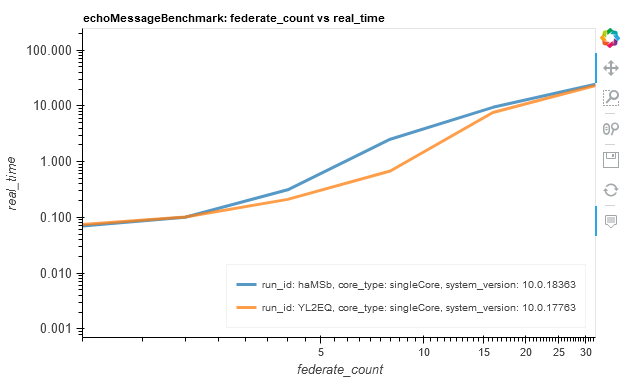 echoMessageBenchmark: federate_count vs real_time
100.000
10.000
1.000
0.100
0.010
0.001
real_time
run_id: haMSb, core_type: singleCore, system_version: 10.0.18363
run_id: YL2EQ, core_type: singleCore, system_version: 10.0.17763
5
10
15
20
25
30
federate_count